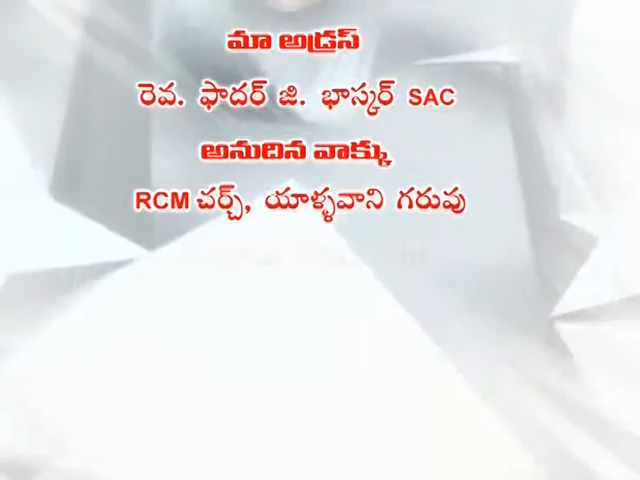 మా అడ్రస్
రెవ. ఫాదర్ జి. భాస్కర్ SAC
అనుదిన వాక్కు
RCM చర్చ్, యాళ్ళవాని గరువు